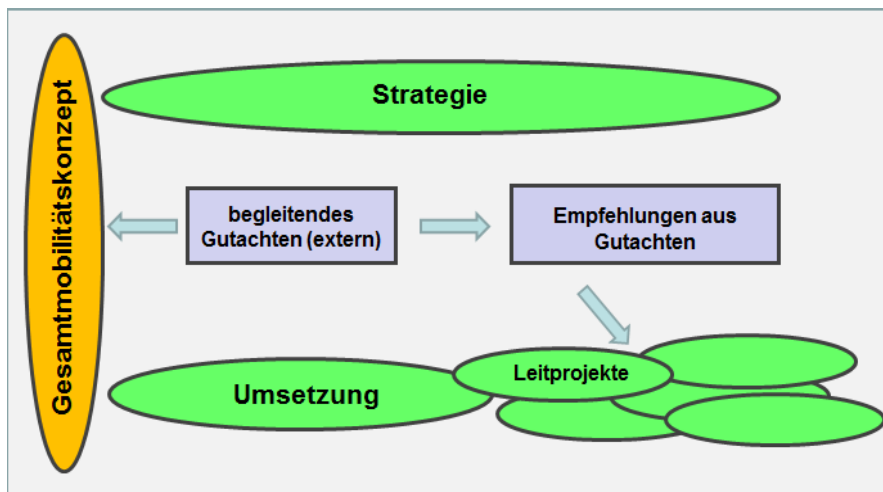 Gesamtmobilitätskonzept
Strategie
begleitendes
Gutachten (extern)
Empfehlungen aus
Gutachten
Umsetzung
Leitprojekte